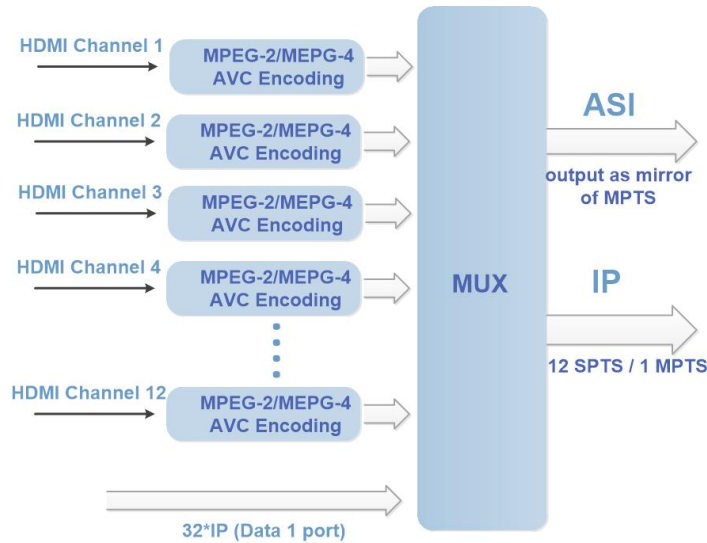 HDMI Channel 1
MPEG-2/MEPG-4
AVC Encoding
HDMI Channel 2
MPEG-2/MEPG-4
AVC Encoding
HDMI Channel 3
MPEG-2/MEPG-4
AVC Encoding
HDMI Channel 4
MPEG-2/MEPG-4
AVC Encoding
HDMI Channel 12
MPEG-2/MEPG-4
AVC Encoding
32*IP (Data 1 port)
MUX
ASI
output as mirror
of MPTS
IP
12 SPTS / 1 MPTS